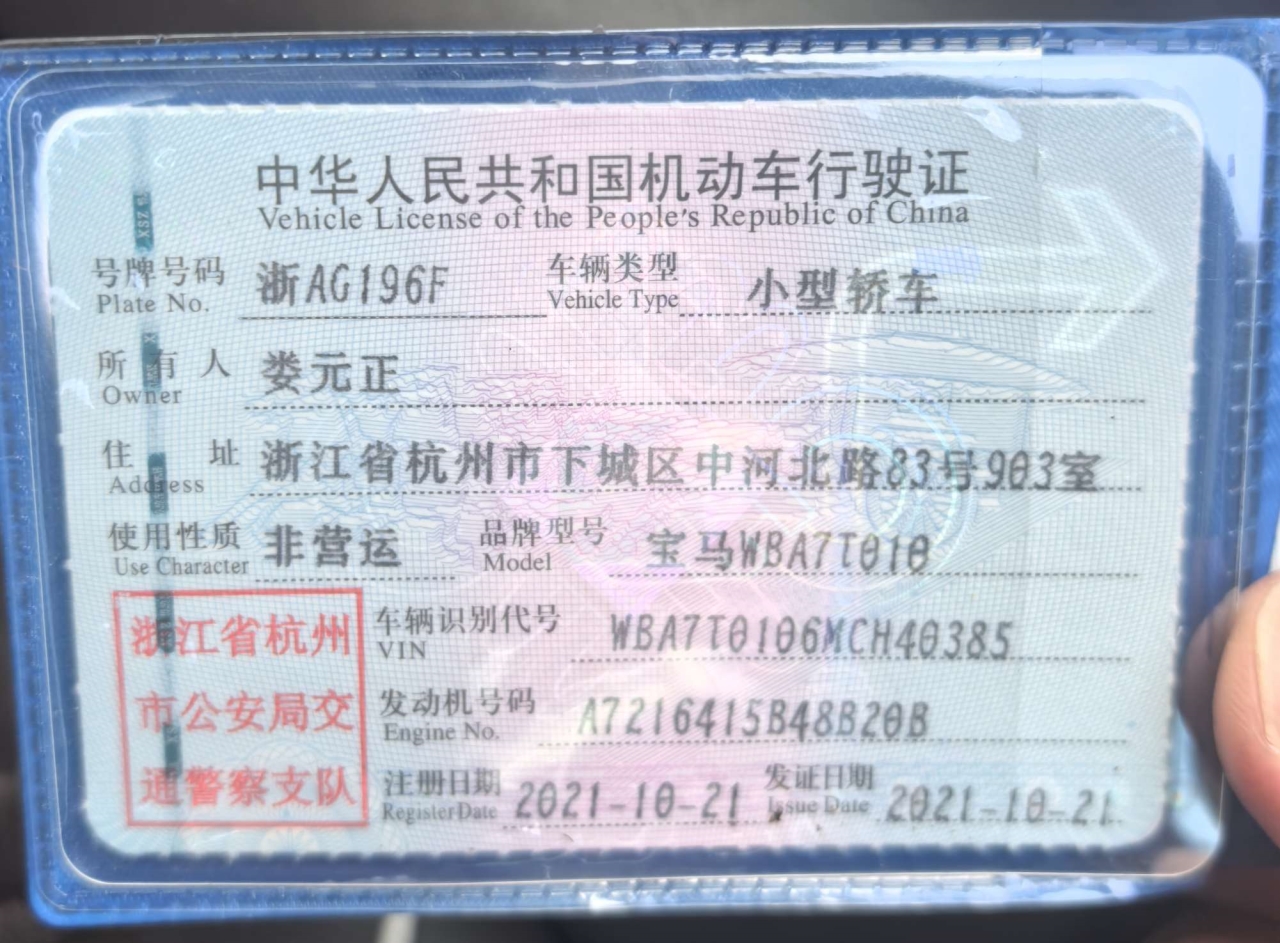 中华人民共和国机动车行驶证
Vehicle License of the People's Republic of China
号牌号码 浙AG196F 车辆类型 小型轿车
Plate No. Vehicle Type
所有人 娄元正
Owner
住址 浙江省杭州市下城区中河北路83号903室
Address
使用性质 非营运 品牌型号 宝马WBA7T010
Use Character Model
浙江省杭州
市公安局交
通警察支队
车辆识别代号 WBA7T0106MCH40385
VIN
发动机号码 A7216415B48B20B
Engine No.
注册日期 2021-10-21 发证日期 2021-10-21
Register Date Issue Date